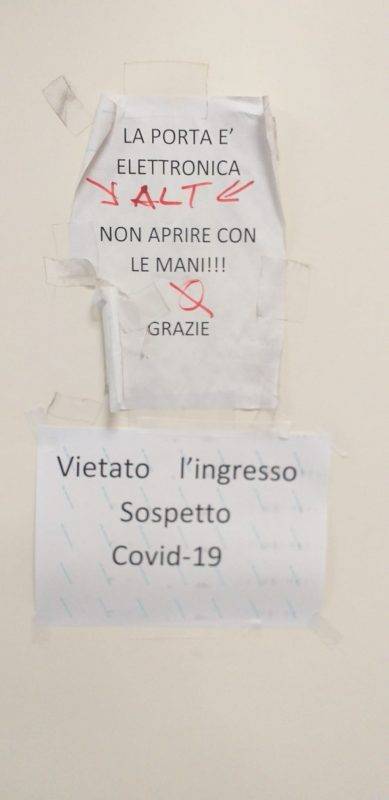 LA PORTA E'
ELETTRONICA
ALT
NON APRIRE CON
LE MANI!!!
GRAZIE
Vietato l'ingresso
Sospetto
Covid-19